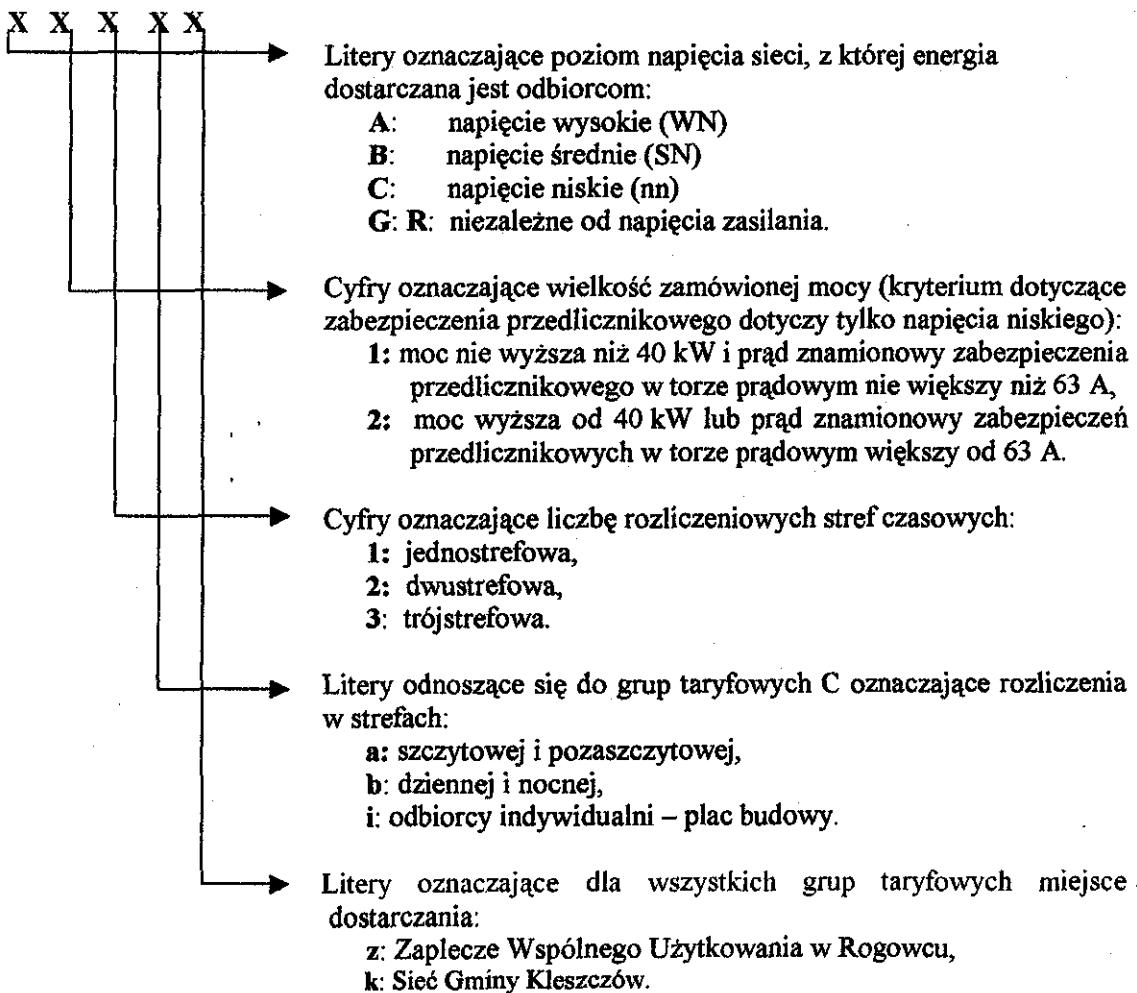 X X X X X
Litery oznaczające poziom napięcia sieci, z której energia
dostarczana jest odbiorcom:
A: napięcie wysokie (WN)
B: napięcie średnie (SN)
C: napięcie niskie (nn)
G: R: niezależne od napięcia zasilania.
Cyfry oznaczające wielkość zamówionej mocy (kryterium dotyczące
zabezpieczenia przedlicznikowego dotyczy tylko napięcia niskiego):
1: moc nie wyższa niż 40 kW i prąd znamionowy zabezpieczenia
przedlicznikowego w torze prądowym nie większy niż 63 A,
2: moc wyższa od 40 kW lub prąd znamionowy zabezpieczeń
przedlicznikowych w torze prądowym większy od 63 A.
Cyfry oznaczające liczbę rozliczeniowych stref czasowych:
1: jednostrefowa,
2: dwustrefowa,
3: trójstrefowa.
Litery odnoszące się do grup taryfowych C oznaczające rozliczenia
w strefach:
a: szczytowej i pozaszczytowej,
b: dziennej i nocnej,
i: odbiorcy indywidualni – plac budowy.
Litery oznaczające dla wszystkich grup taryfowych miejsce
dostarczania:
z: Zaplecze Wspólnego Użytkowania w Rogowcu,
k: Sieć Gminy Kleszczów.